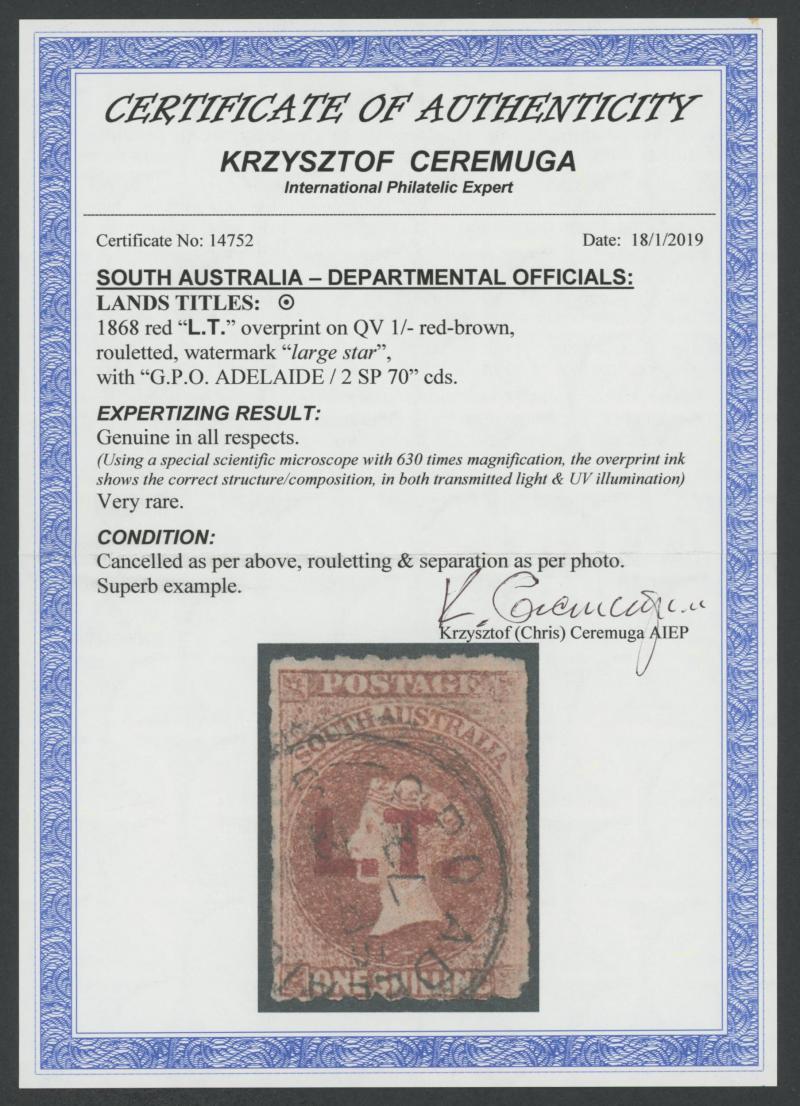 CERTIFICATE OF AUTHENTICITY
KRZYSZTOF CEREMUGA
International Philatelic Expert
Certificate No: 14752 Date: 18/1/2019
SOUTH AUSTRALIA – DEPARTMENTAL OFFICIALS:
LANDS TITLES: ☉
1868 red “L.T.” overprint on QV 1/- red-brown,
rouletted, watermark “large star”,
with “G.P.O. ADELAIDE / 2 SP 70” cds.
EXPERTIZING RESULT:
Genuine in all respects.
(Using a special scientific microscope with 630 times magnification, the overprint ink
shows the correct structure/composition, in both transmitted light & UV illumination)
Very rare.
CONDITION:
Cancelled as per above, rouletting & separation as per photo.
Superb example.
K. Ceremuga
Krzysztof (Chris) Ceremuga AIEP
POSTAGE
SOUTH AUSTRALIA
L.T.
ONE SHILLING